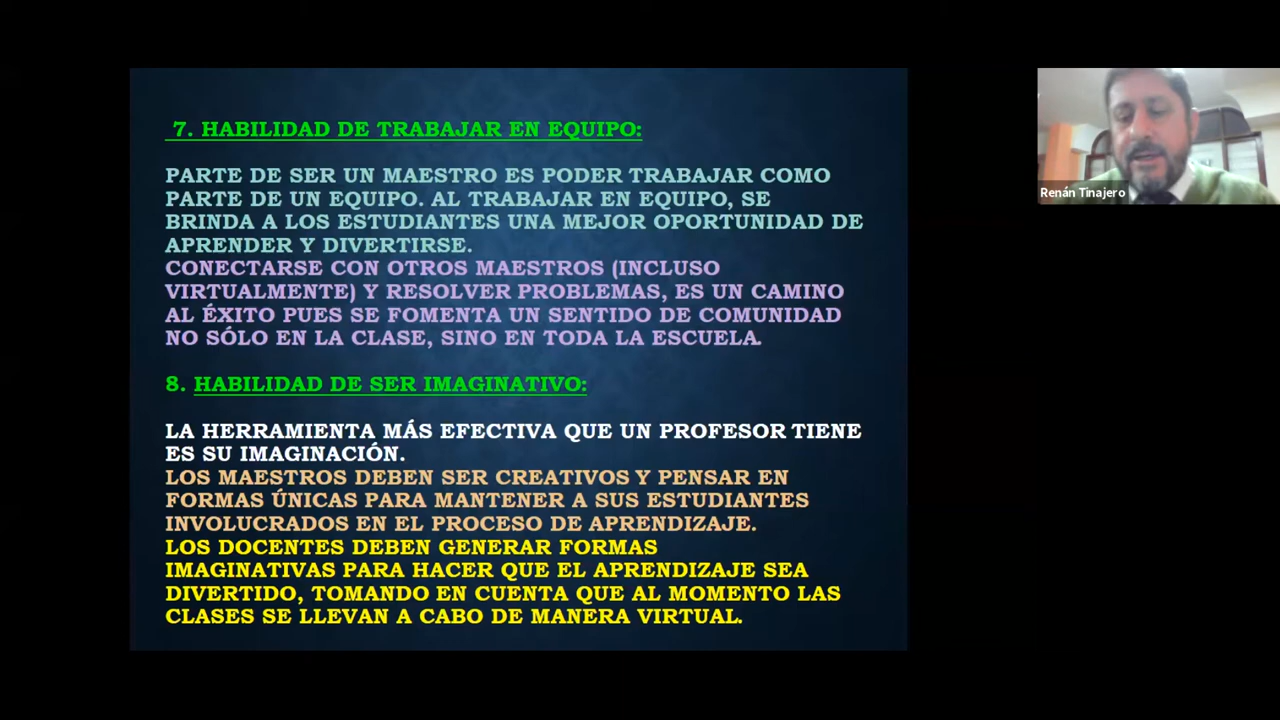 7. HABILIDAD DE TRABAJAR EN EQUIPO:
PARTE DE SER UN MAESTRO ES PODER TRABAJAR COMO
PARTE DE UN EQUIPO. AL TRABAJAR EN EQUIPO, SE
BRINDA A LOS ESTUDIANTES UNA MEJOR OPORTUNIDAD DE
APRENDER Y DIVERTIRSE.
CONECTARSE CON OTROS MAESTROS (INCLUSO
VIRTUALMENTE) Y RESOLVER PROBLEMAS, ES UN CAMINO
AL ÉXITO PUES SE FOMENTA UN SENTIDO DE COMUNIDAD
NO SÓLO EN LA CLASE, SINO EN TODA LA ESCUELA.
8. HABILIDAD DE SER IMAGINATIVO:
LA HERRAMIENTA MÁS EFECTIVA QUE UN PROFESOR TIENE
ES SU IMAGINACIÓN.
LOS MAESTROS DEBEN SER CREATIVOS Y PENSAR EN
FORMAS ÚNICAS PARA MANTENER A SUS ESTUDIANTES
INVOLUCRADOS EN EL PROCESO DE APRENDIZAJE.
LOS DOCENTES DEBEN GENERAR FORMAS
IMAGINATIVAS PARA HACER QUE EL APRENDIZAJE SEA
DIVERTIDO, TOMANDO EN CUENTA QUE AL MOMENTO LAS
CLASES SE LLEVAN A CABO DE MANERA VIRTUAL.
Renán Tinajero